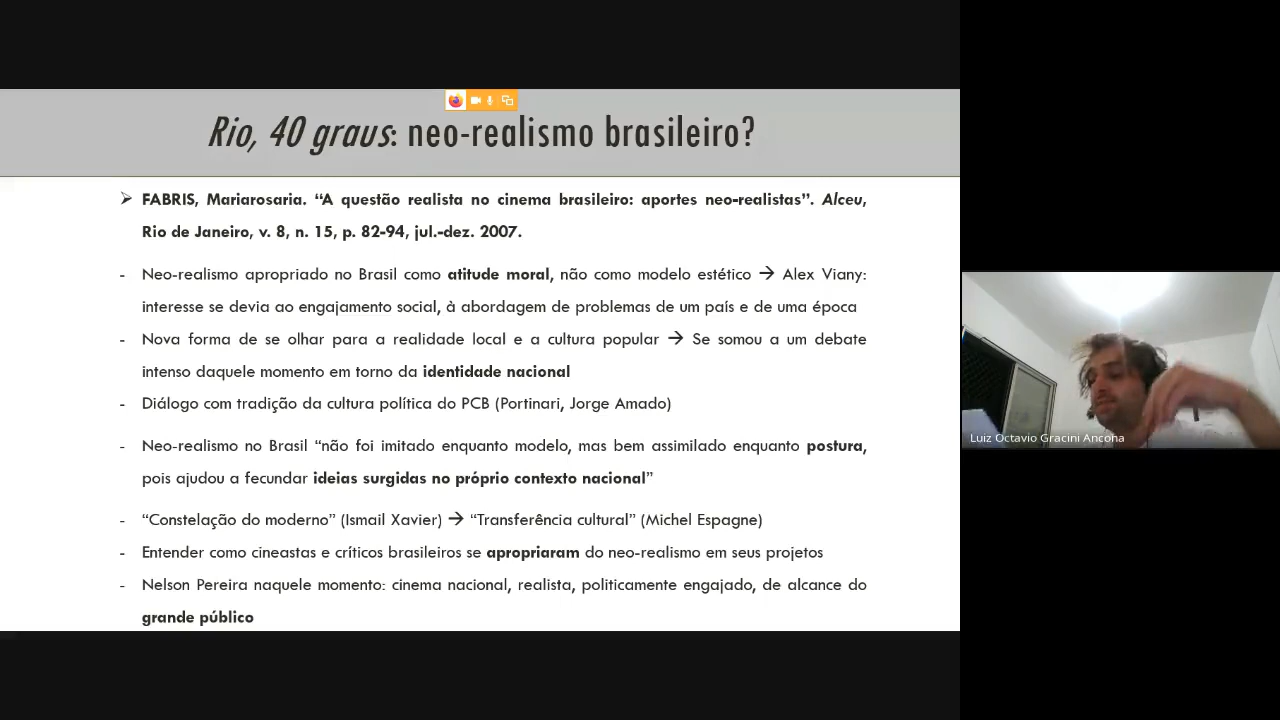 Rio, 40 graus: neo-realismo brasileiro?
FABRIS, Mariarosaria. “A questão realista no cinema brasileiro: aportes neo-realistas”. Alceu,
Rio de Janeiro, v. 8, n. 15, p. 82-94, jul.-dez. 2007.
- Neo-realismo apropriado no Brasil como atitude moral, não como modelo estético → Alex Viany:
interesse se devia ao engajamento social, à abordagem de problemas de um país e de uma época
- Nova forma de se olhar para a realidade local e a cultura popular → Se somou a um debate
intenso daquele momento em torno da identidade nacional
- Diálogo com tradição da cultura política do PCB (Portinari, Jorge Amado)
- Neo-realismo no Brasil “não foi imitado enquanto modelo, mas bem assimilado enquanto postura,
pois ajudou a fecundar ideias surgidas no próprio contexto nacional”
- “Constelação do moderno” (Ismail Xavier) → “Transferência cultural” (Michel Espagne)
- Entender como cineastas e críticos brasileiros se apropriaram do neo-realismo em seus projetos
- Nelson Pereira naquele momento: cinema nacional, realista, politicamente engajado, de alcance do
grande público
Luiz Octavio Gracini Ancona